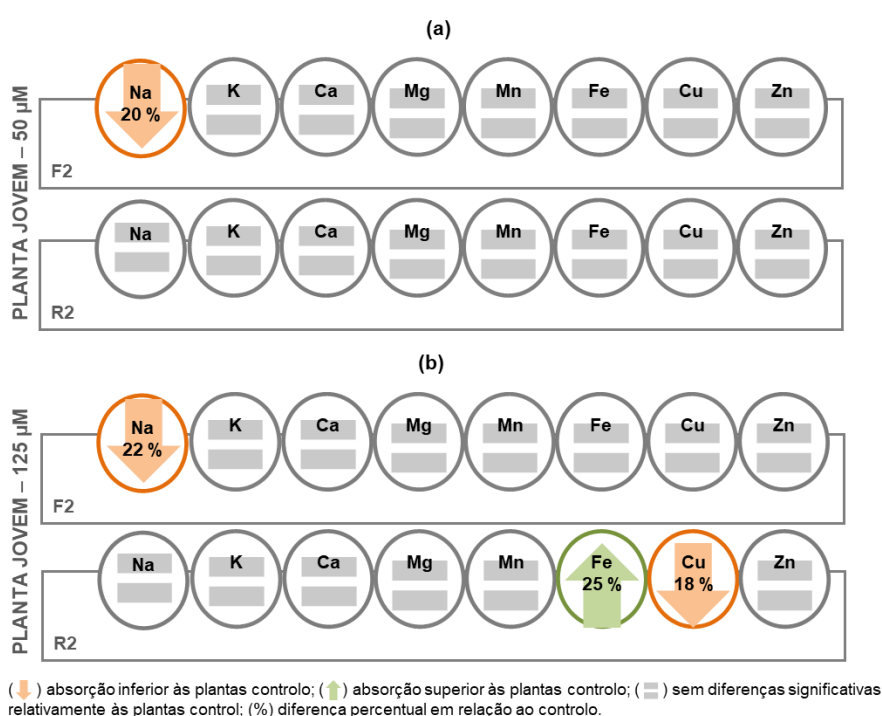 (a)
PLANTA JOVEM – 50 µM
Na K Ca Mg Mn Fe Cu Zn
20 %
F2
Na K Ca Mg Mn Fe Cu Zn
R2
(b)
PLANTA JOVEM – 125 µM
Na K Ca Mg Mn Fe Cu Zn
22 %
F2
Na K Ca Mg Mn Fe Cu Zn
25 % 18 %
R2
( ) absorção inferior às plantas controlo; ( ) absorção superior às plantas controlo; ( ) sem diferenças significativas
relativamente às plantas control; (%) diferença percentual em relação ao controlo.